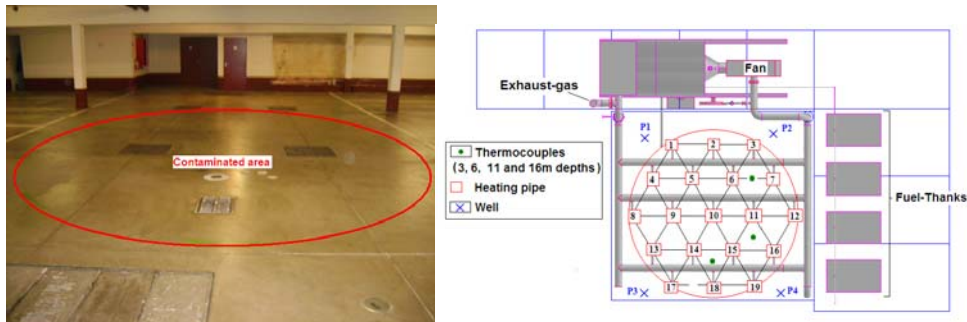 Contaminated area
Fan
Exhaust-gas
P1
P2
Thermocouples
(3, 6, 11 and 16m depths)
Heating pipe
Well
Fuel-Thanks
1 2 3
4 5 6 7
8 9 10 11 12
13 14 15 16
17 18 19
P3
P4